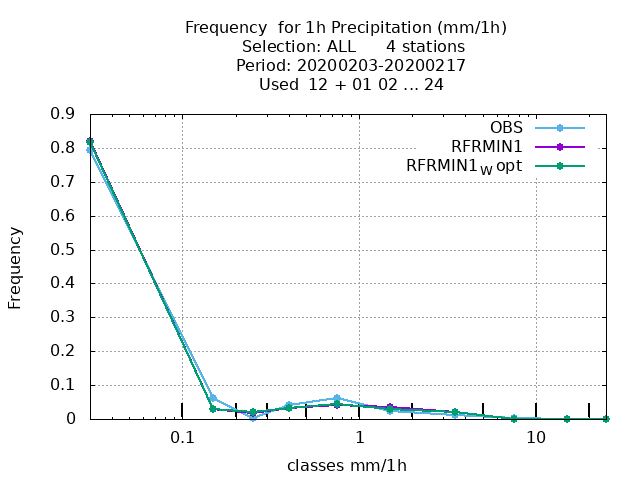 Frequency  for 1h Precipitation (mm/1h)
Selection: ALL      4 stations
Period: 20200203-20200217
Used  12 + 01 02 ... 24
OBS
RFRMIN1
RFRMIN1W opt
0.9
0.8
0.7
0.6
0.5
0.4
0.3
0.2
0.1
0
Frequency
0.1
1
10
classes mm/1h